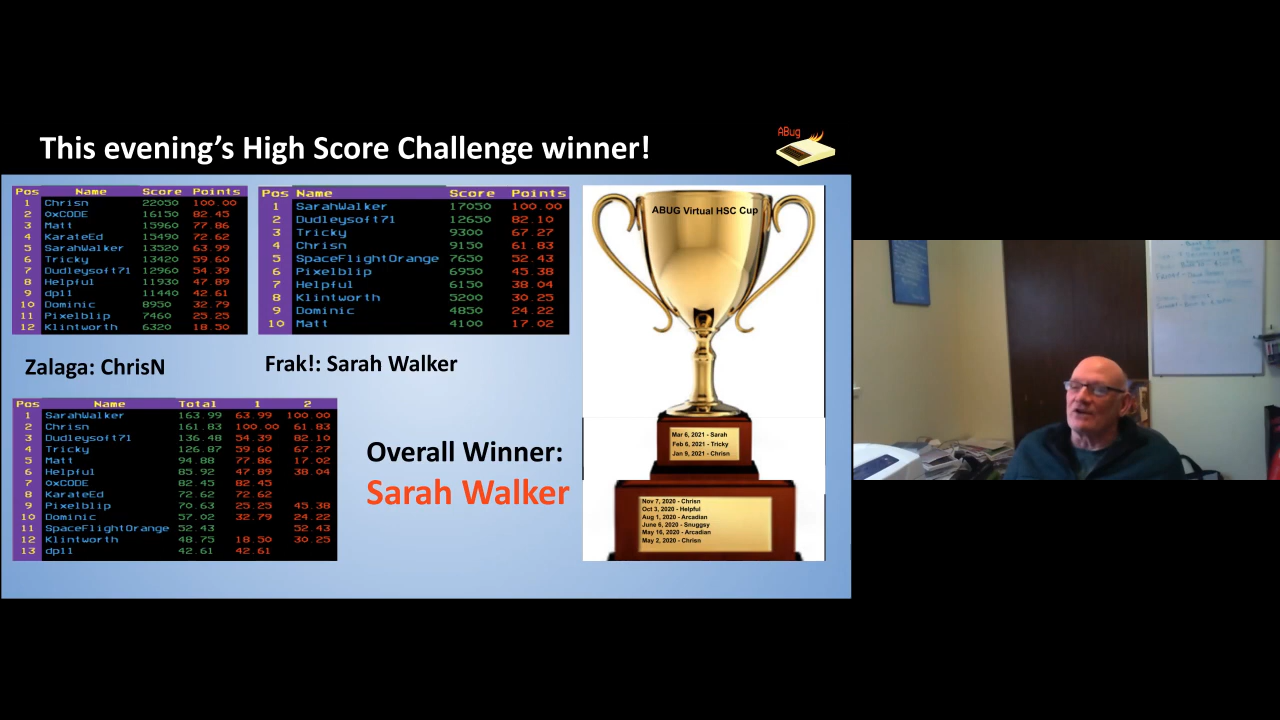 This evening's High Score Challenge winner!
ABug
Pos Name Score Points
1 Chrisn 22050 100.00
2 0xCODE 16150 82.45
3 Matt 15960 77.86
4 KarateEd 15490 72.62
5 SarahWalker 13520 63.99
6 Tricky 13420 59.60
7 Dudleysoft71 12960 54.39
8 Helpful 11930 47.89
9 dp11 11440 42.61
10 Dominic 8950 32.79
11 Pixelblip 7460 25.25
12 Klintworth 6320 18.50
Pos Name Score Points
1 SarahWalker 17050 100.00
2 Dudleysoft71 12650 82.10
3 Tricky 9300 67.27
4 Chrisn 9150 61.83
5 SpaceFlightOrange 7650 52.43
6 Pixelblip 6950 45.38
7 Helpful 6150 38.04
8 Klintworth 5200 30.25
9 Dominic 4850 24.22
10 Matt 4100 17.02
Zalaga: ChrisN
Frak!: Sarah Walker
Pos Name Total 1 2
1 SarahWalker 163.99 63.99 100.00
2 Chrisn 161.83 100.00 61.83
3 Dudleysoft71 136.48 54.39 82.10
4 Tricky 126.87 59.60 67.27
5 Matt 94.88 77.86 17.02
6 Helpful 85.92 47.89 38.04
7 0xCODE 82.45 82.45
8 KarateEd 72.62 72.62
9 Pixelblip 70.63 25.25 45.38
10 Dominic 57.02 32.79 24.22
11 SpaceFlightOrange 52.43 52.43
12 Klintworth 48.75 18.50 30.25
13 dp11 42.61 42.61
Overall Winner:
Sarah Walker
ABUG Virtual HSC Cup
Mar 6, 2021 - Sarah
Feb 6, 2021 - Tricky
Jan 9, 2021 - Chrisn
Nov 7, 2020 - Chrisn
Oct 3, 2020 - Helpful
Aug 1, 2020 - Arcadian
June 6, 2020 - Snuggsy
May 16, 2020 - Arcadian
May 2, 2020 - Chrisn